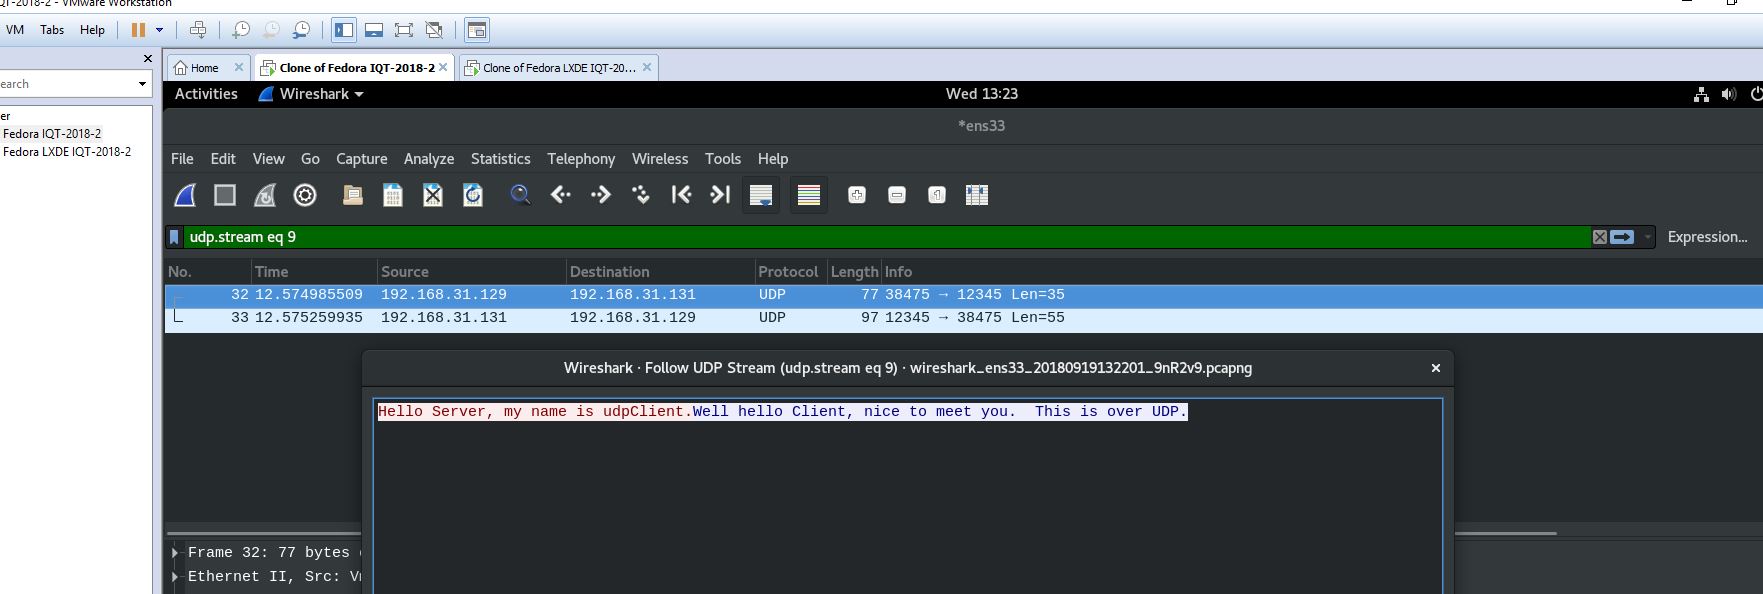 QT-2018-2 - VMware Workstation
VM Tabs Help
Home Clone of Fedora IQT-2018-2 Clone of Fedora LXDE IQT-20...
earch
Activities Wireshark Wed 13:23
er
Fedora IQT-2018-2
Fedora LXDE IQT-2018-2
*ens33
File Edit View Go Capture Analyze Statistics Telephony Wireless Tools Help
udp.stream eq 9 Expression...
No. Time Source Destination Protocol Length Info
32 12.574985509 192.168.31.129 192.168.31.131 UDP 77 38475 → 12345 Len=35
33 12.575259935 192.168.31.131 192.168.31.129 UDP 97 12345 → 38475 Len=55
Wireshark · Follow UDP Stream (udp.stream eq 9) · wireshark_ens33_20180919132201_9nR2v9.pcapng
Hello Server, my name is udpClient.Well hello Client, nice to meet you.  This is over UDP.
Frame 32: 77 bytes
Ethernet II, Src: